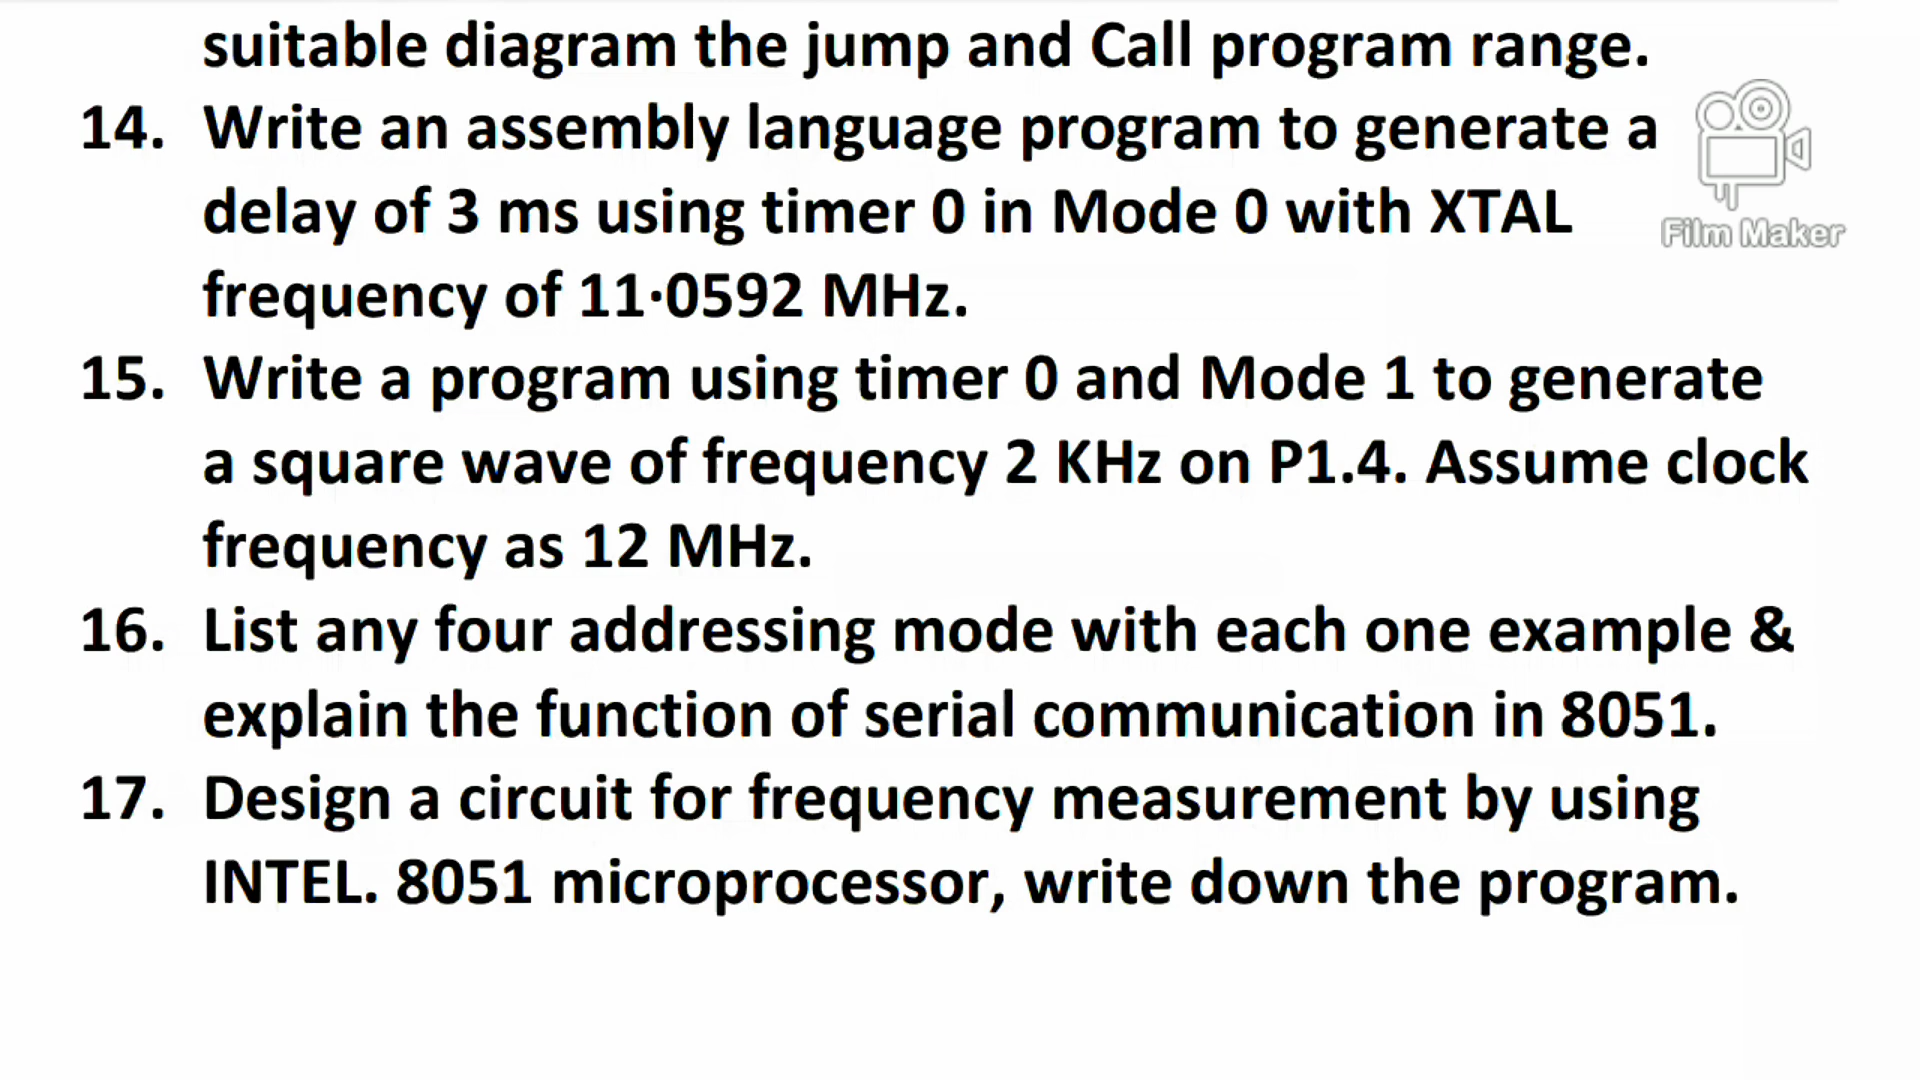 suitable diagram the jump and Call program range.
14. Write an assembly language program to generate a
delay of 3 ms using timer 0 in Mode 0 with XTAL
frequency of 11·0592 MHz.
15. Write a program using timer 0 and Mode 1 to generate
a square wave of frequency 2 KHz on P1.4. Assume clock
frequency as 12 MHz.
16. List any four addressing mode with each one example &
explain the function of serial communication in 8051.
17. Design a circuit for frequency measurement by using
INTEL. 8051 microprocessor, write down the program.
Film Maker